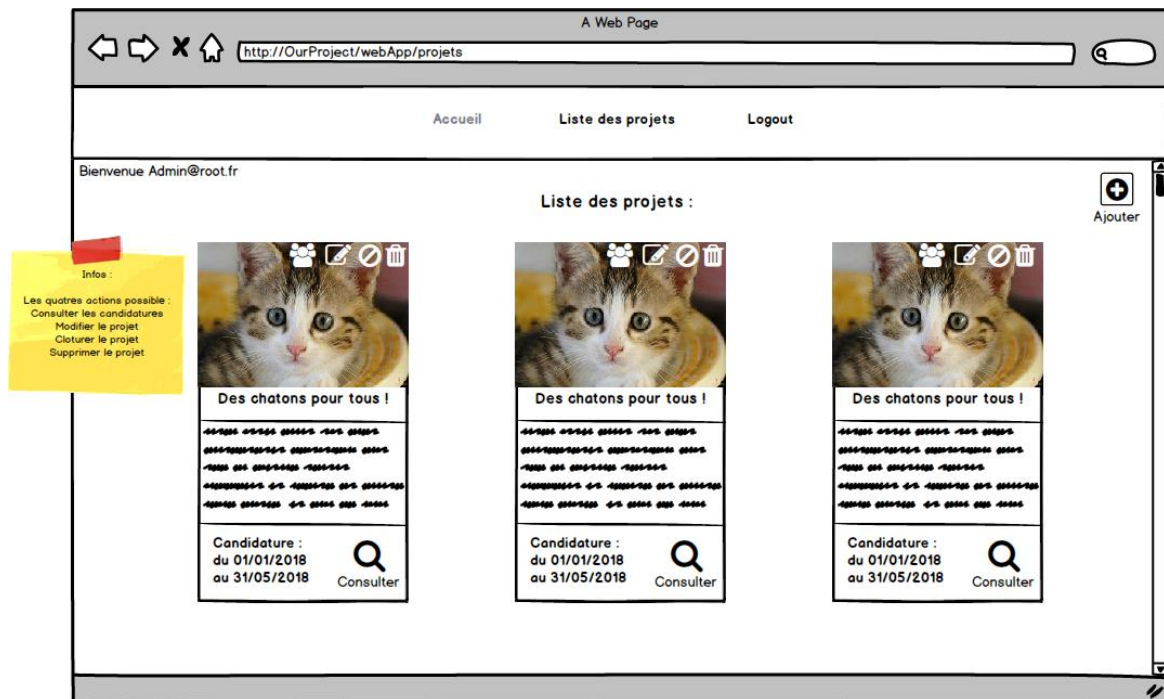 A Web Page
http://OurProject/webApp/projets
Accueil Liste des projets Logout
Bienvenue Admin@root.fr
Liste des projets :
Ajouter
Infos :
Les quatres actions possible :
Consulter les candidatures
Modifier le projet
Cloturer le projet
Supprimer le projet
Des chatons pour tous !
Candidature :
du 01/01/2018
au 31/05/2018
Consulter
Des chatons pour tous !
Candidature :
du 01/01/2018
au 31/05/2018
Consulter
Des chatons pour tous !
Candidature :
du 01/01/2018
au 31/05/2018
Consulter